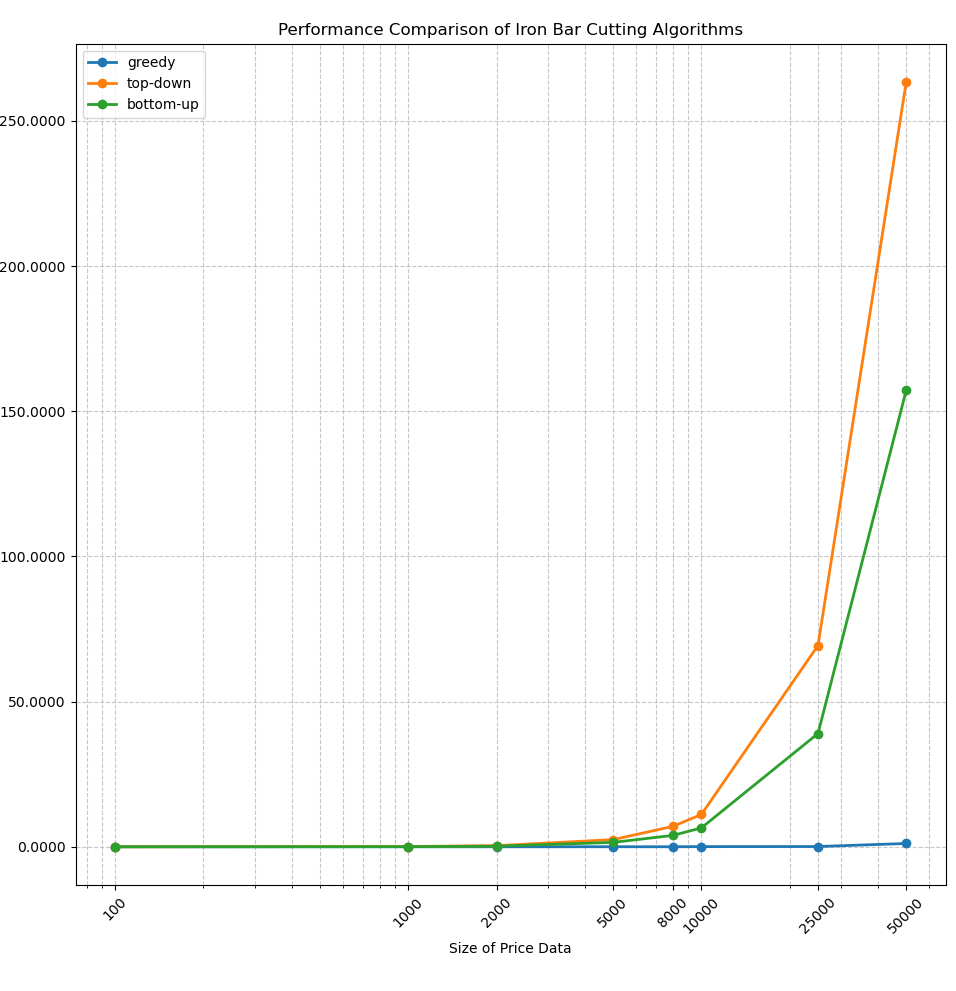 Performance Comparison of Iron Bar Cutting Algorithms
greedy
top-down
bottom-up
250.0000
200.0000
150.0000
100.0000
50.0000
0.0000
100
1000
2000
5000
8000
10000
25000
50000
Size of Price Data